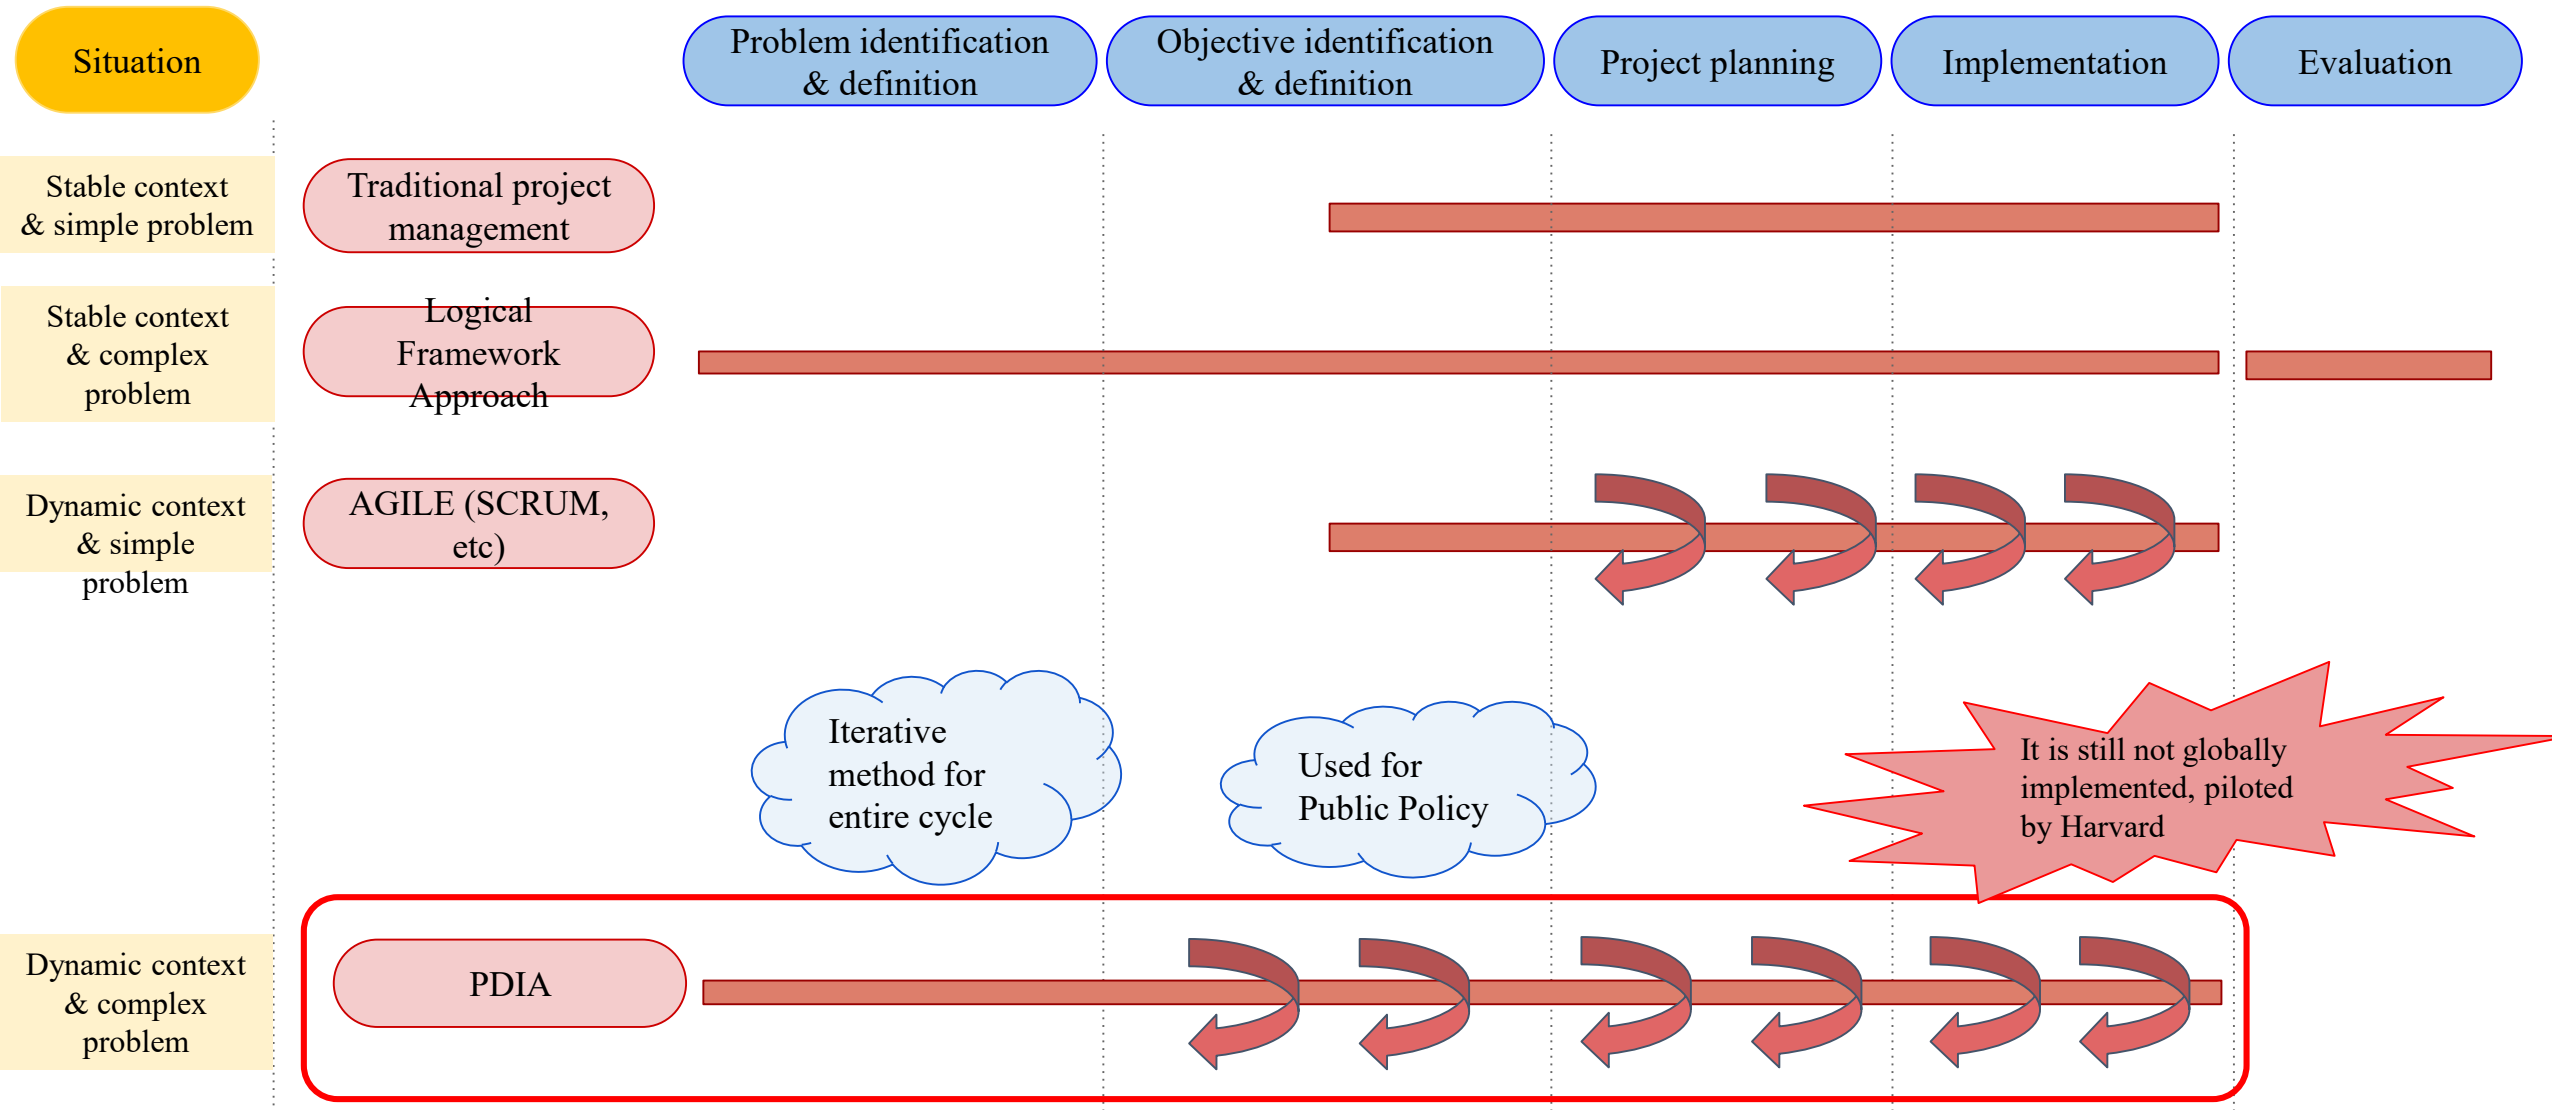 Situation
Problem identification
& definition
Objective identification
& definition
Project planning
Implementation
Evaluation
Stable context
& simple problem
Traditional project
management
Stable context
& complex
problem
Logical
Framework
Approach
Dynamic context
& simple
problem
AGILE (SCRUM,
etc)
Iterative
method for
entire cycle
Used for
Public Policy
It is still not globally
implemented, piloted
by Harvard
Dynamic context
& complex
problem
PDIA